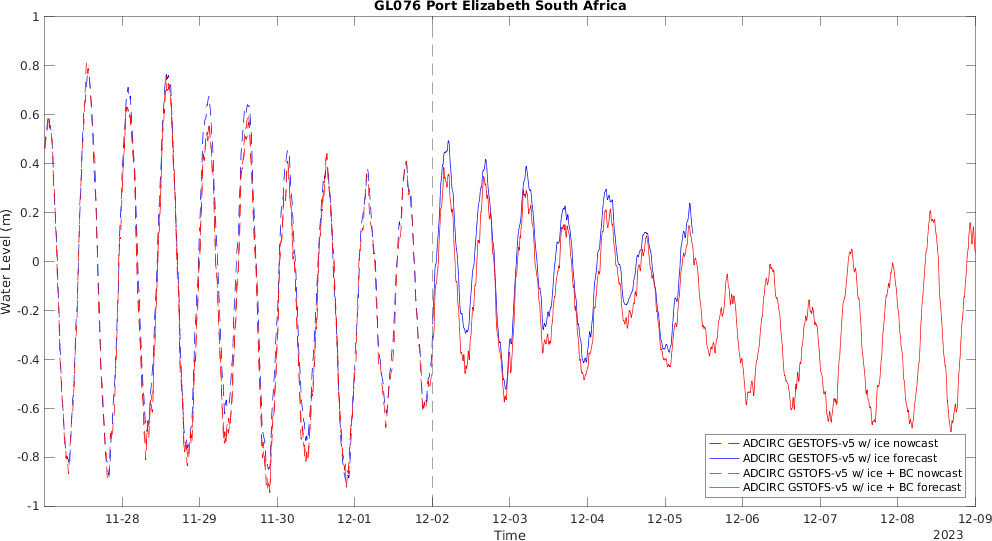 GL076 Port Elizabeth South Africa
Water Level (m)
1
0.8
0.6
0.4
0.2
0
-0.2
-0.4
-0.6
-0.8
-1
ADCIRC GESTOFS-v5 w/ ice nowcast
ADCIRC GESTOFS-v5 w/ ice forecast
ADCIRC GSTOFS-v5 w/ ice + BC nowcast
ADCIRC GSTOFS-v5 w/ ice + BC forecast
11-28 11-29 11-30 12-01 12-02 12-03 12-04 12-05 12-06 12-07 12-08 12-09
Time
2023